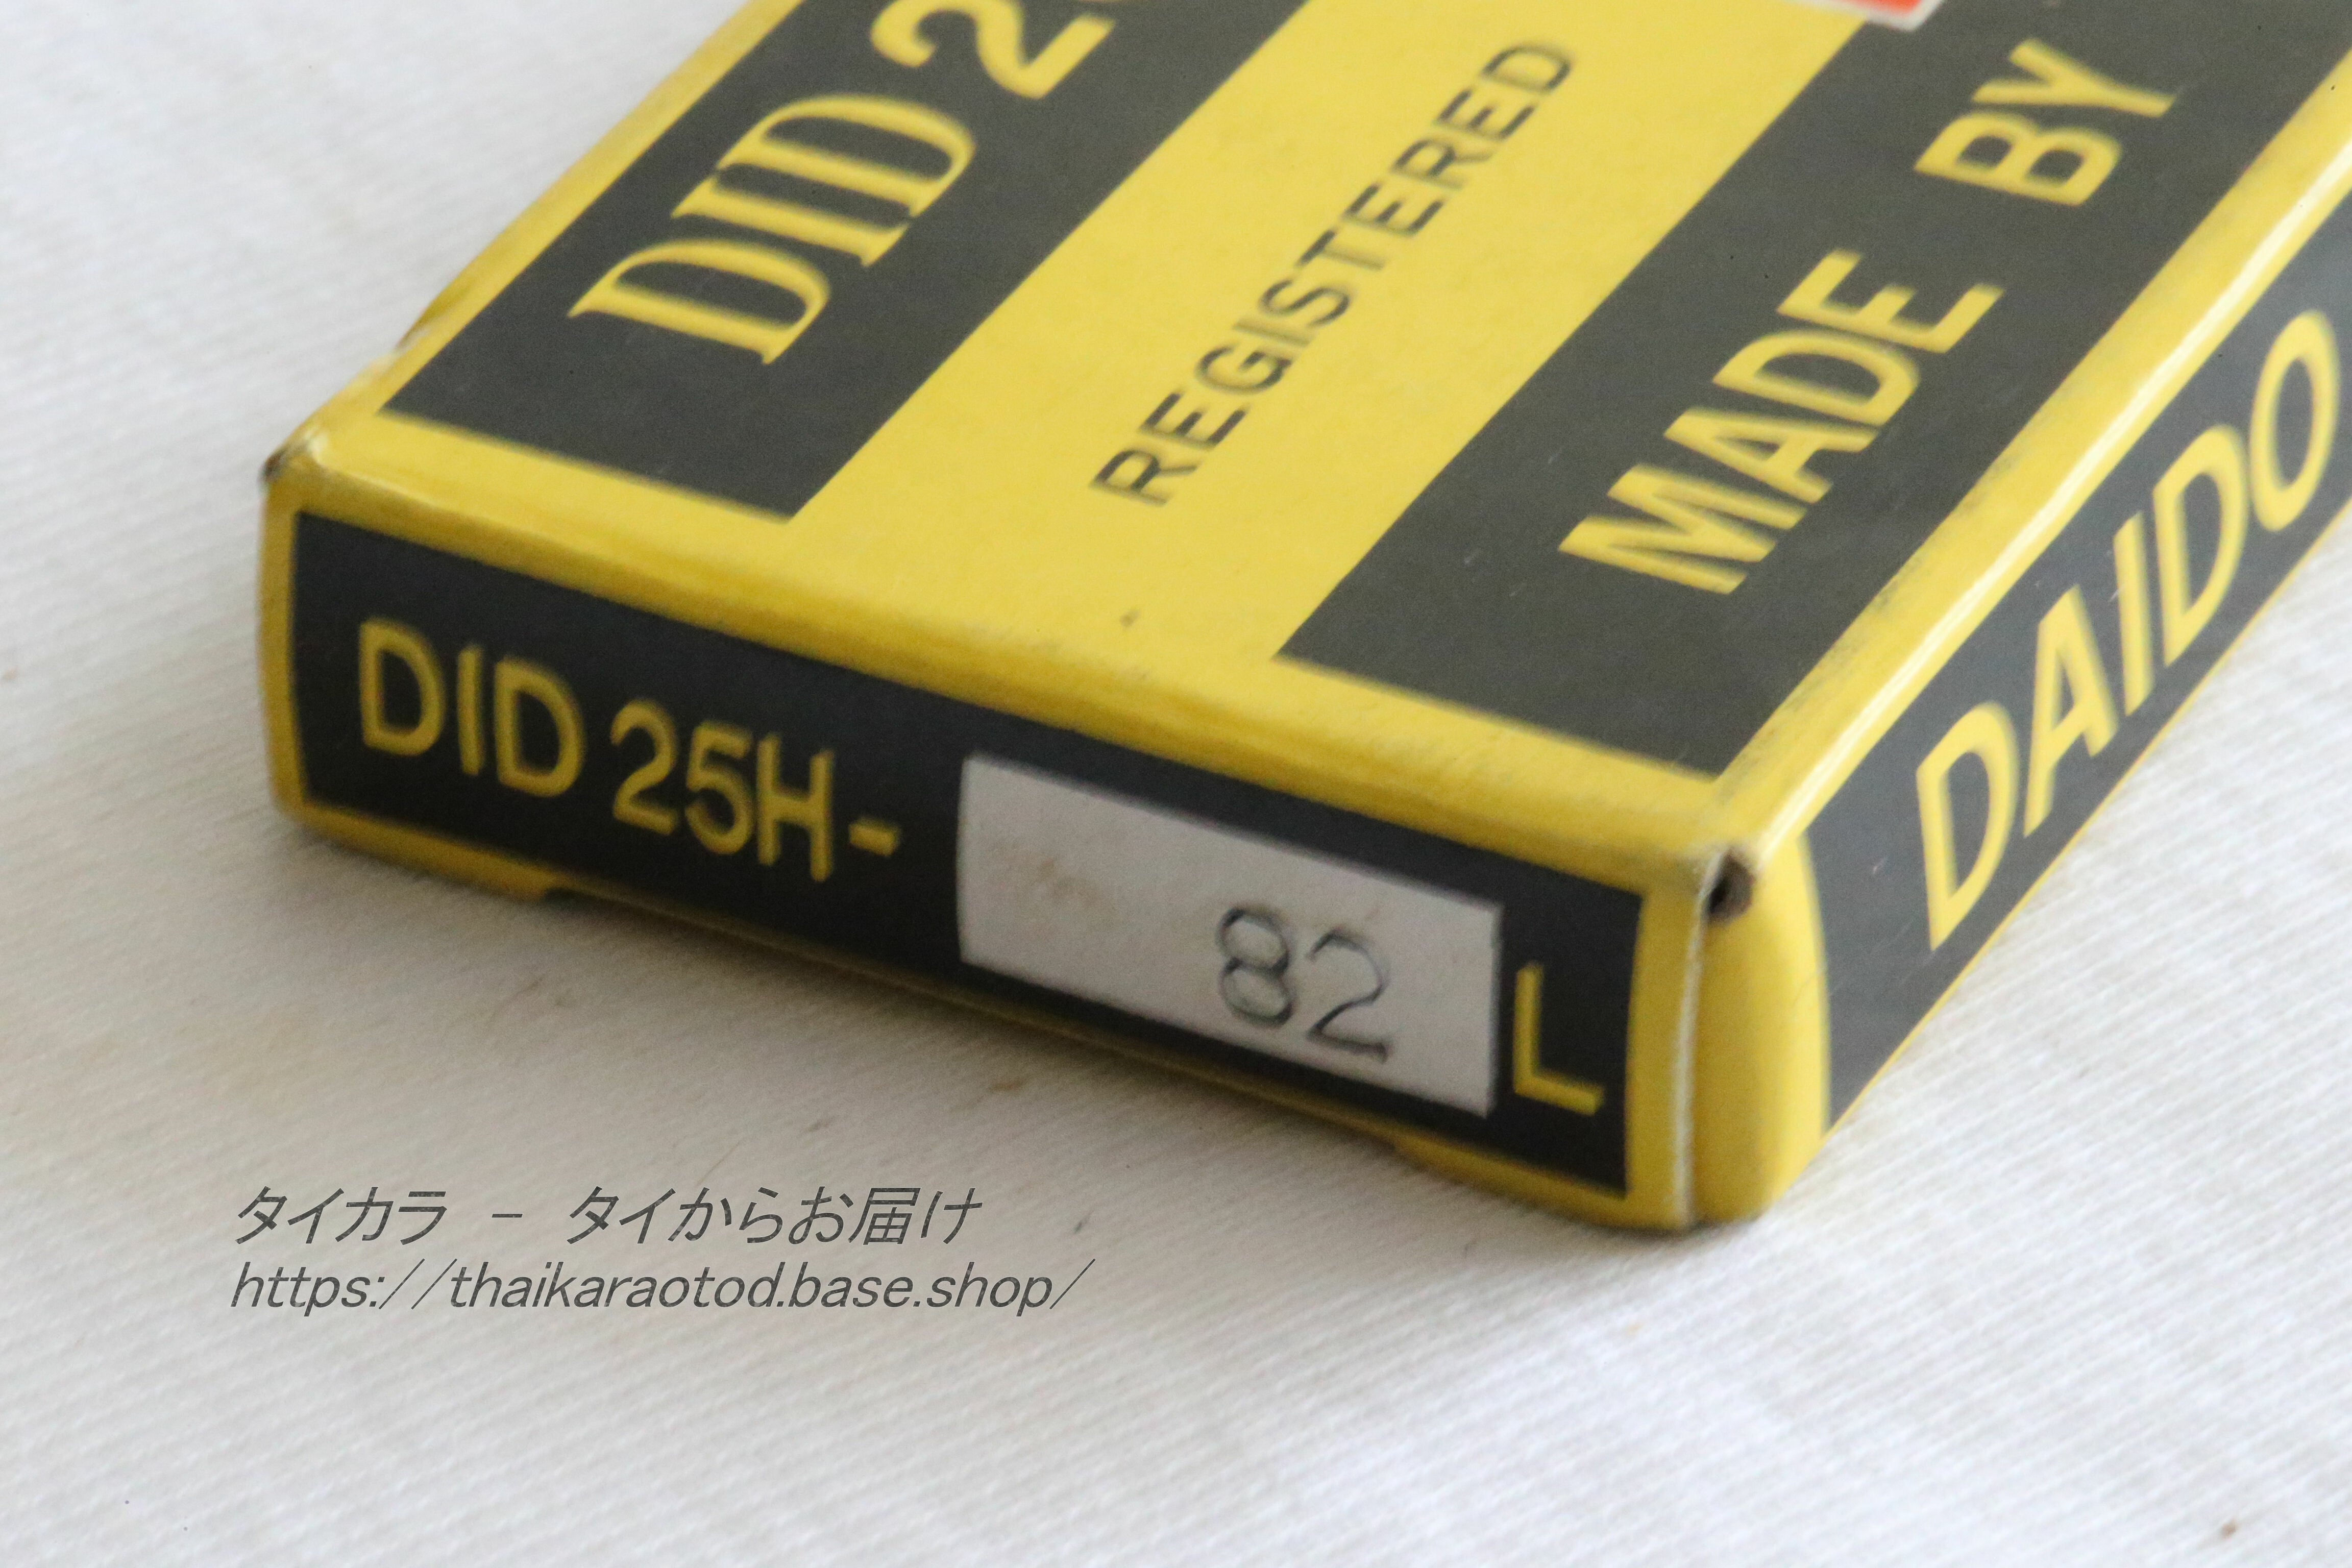 DID 2
REGISTERED
MADE BY
DAIDO
DID 25H- 82 L
タイカラ － タイからお届け
https://thaikaraotod.base.shop/